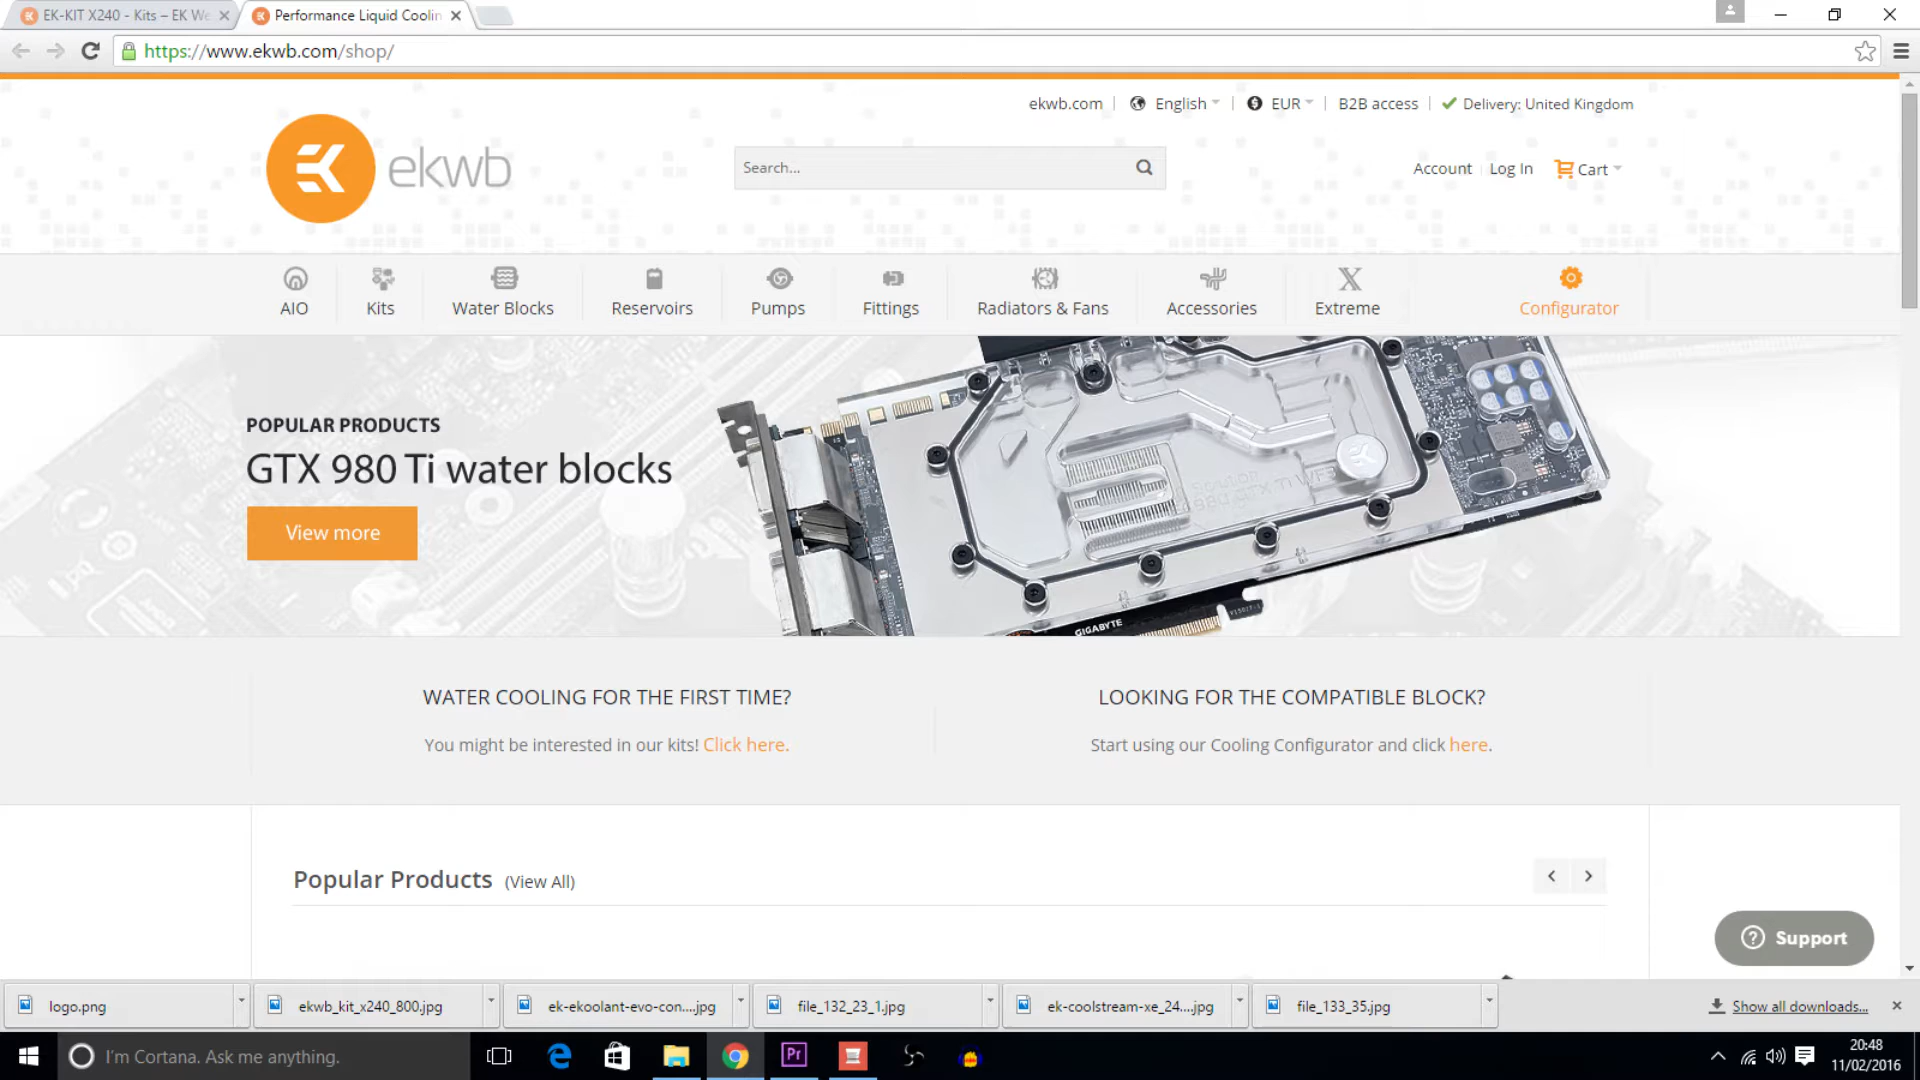 EK-KIT X240 - Kits – EK We
Performance Liquid Coolin
https://www.ekwb.com/shop/
ekwb.com
English
EUR
B2B access
Delivery: United Kingdom
ekwb
Search...
Account
Log In
Cart
AIO
Kits
Water Blocks
Reservoirs
Pumps
Fittings
Radiators & Fans
Accessories
Extreme
Configurator
POPULAR PRODUCTS
GTX 980 Ti water blocks
View more
GIGABYTE
WATER COOLING FOR THE FIRST TIME?
You might be interested in our kits! Click here.
LOOKING FOR THE COMPATIBLE BLOCK?
Start using our Cooling Configurator and click here.
Popular Products (View All)
Support
logo.png
ekwb_kit_x240_800.jpg
ek-ekoolant-evo-con....jpg
file_132_23_1.jpg
ek-coolstream-xe_24....jpg
file_133_35.jpg
Show all downloads...
I'm Cortana. Ask me anything.
Pr
20:48
11/02/2016